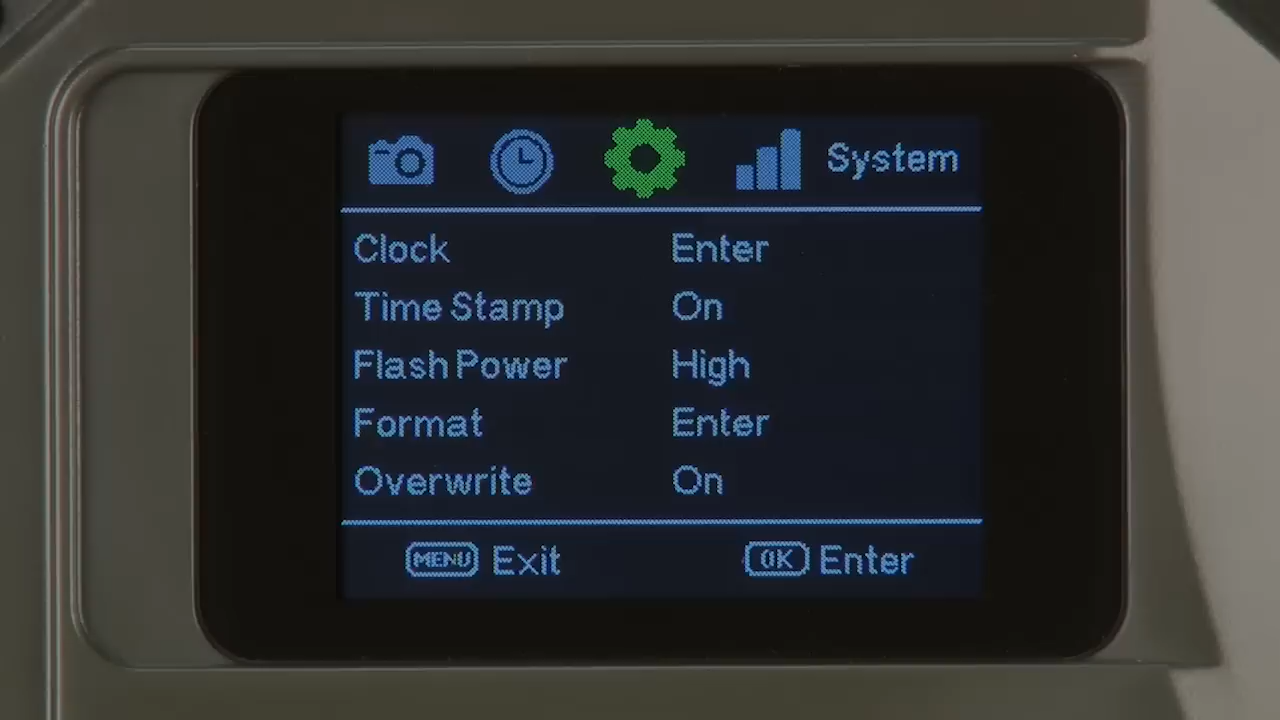 System
Clock Enter
Time Stamp On
Flash Power High
Format Enter
Overwrite On
MENU Exit OK Enter